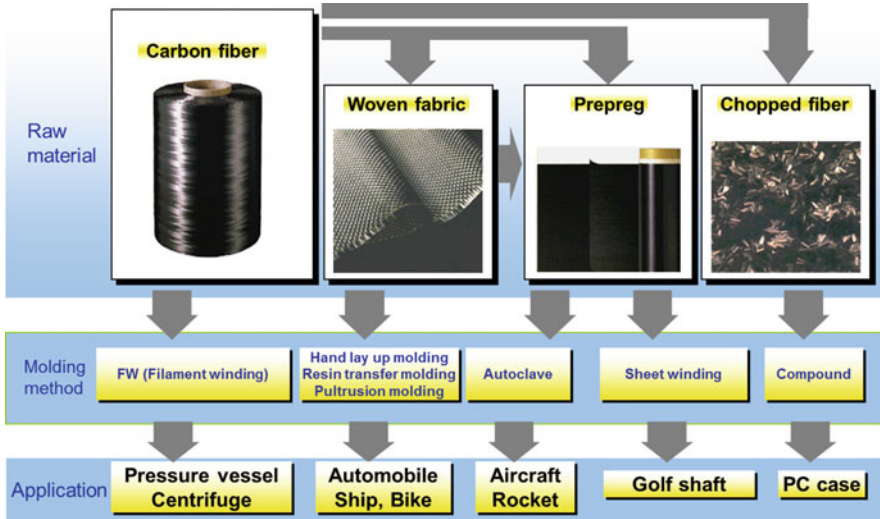 Carbon fiber
Woven fabric
Prepreg
Chopped fiber
Raw
material
Molding
method
FW (Filament winding)
Hand lay up molding
Resin transfer molding
Pultrusion molding
Autoclave
Sheet winding
Compound
Application
Pressure vessel
Centrifuge
Automobile
Ship, Bike
Aircraft
Rocket
Golf shaft
PC case